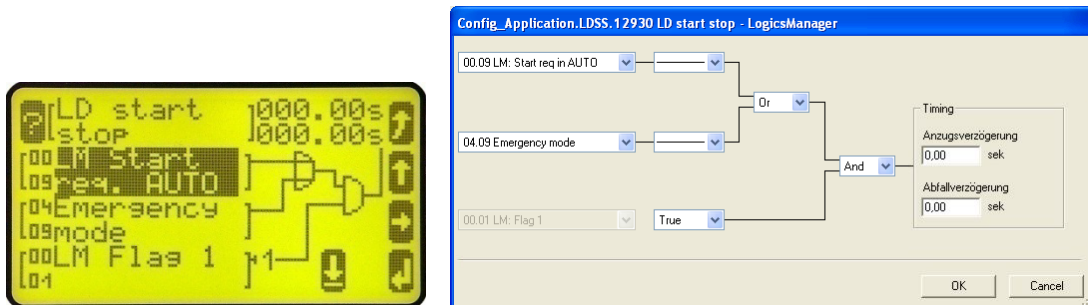 ?
LD start
stop
000.00s
000.00s
00
09
LM Start
req. AUTO
04
09
Emergency
mode
00
01
LM Flag 1
1
Config_Application.LDSS.12930 LD start stop - LogicsManager
00.09 LM: Start req in AUTO
Or
04.09 Emergency mode
And
00.01 LM: Flag 1
True
Timing
Anzugsverzögerung
0,00 sek
Abfallverzögerung
0,00 sek
OK Cancel